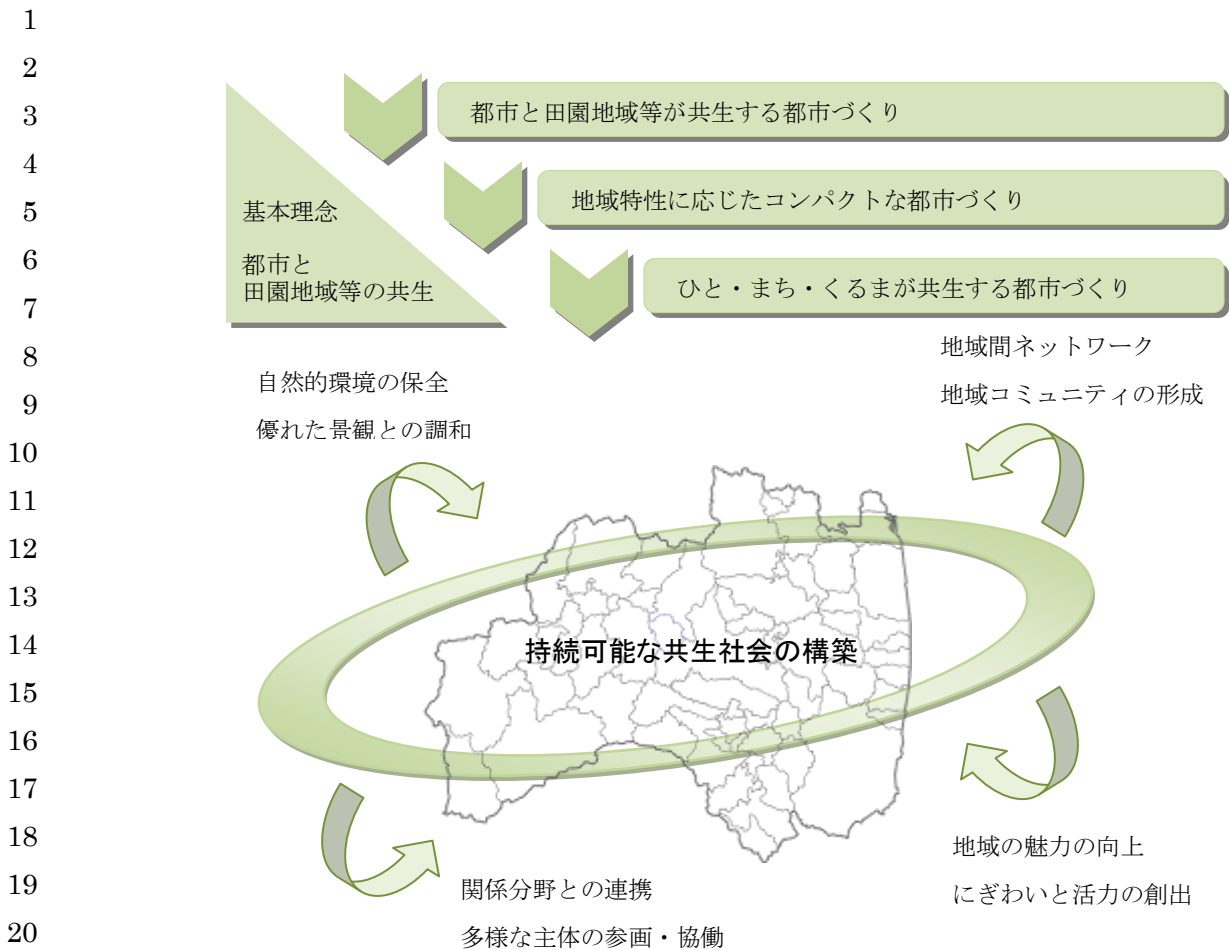 1
2
3
4
5
6
7
8
9
10
11
12
13
14
15
16
17
18
19
20
都市と田園地域等が共生する都市づくり
地域特性に応じたコンパクトな都市づくり
ひと・まち・くるまが共生する都市づくり
基本理念
都市と
田園地域等の共生
自然的環境の保全
優れた景観との調和
地域間ネットワーク
地域コミュニティの形成
持続可能な共生社会の構築
関係分野との連携
多様な主体の参画・協働
地域の魅力の向上
にぎわいと活力の創出